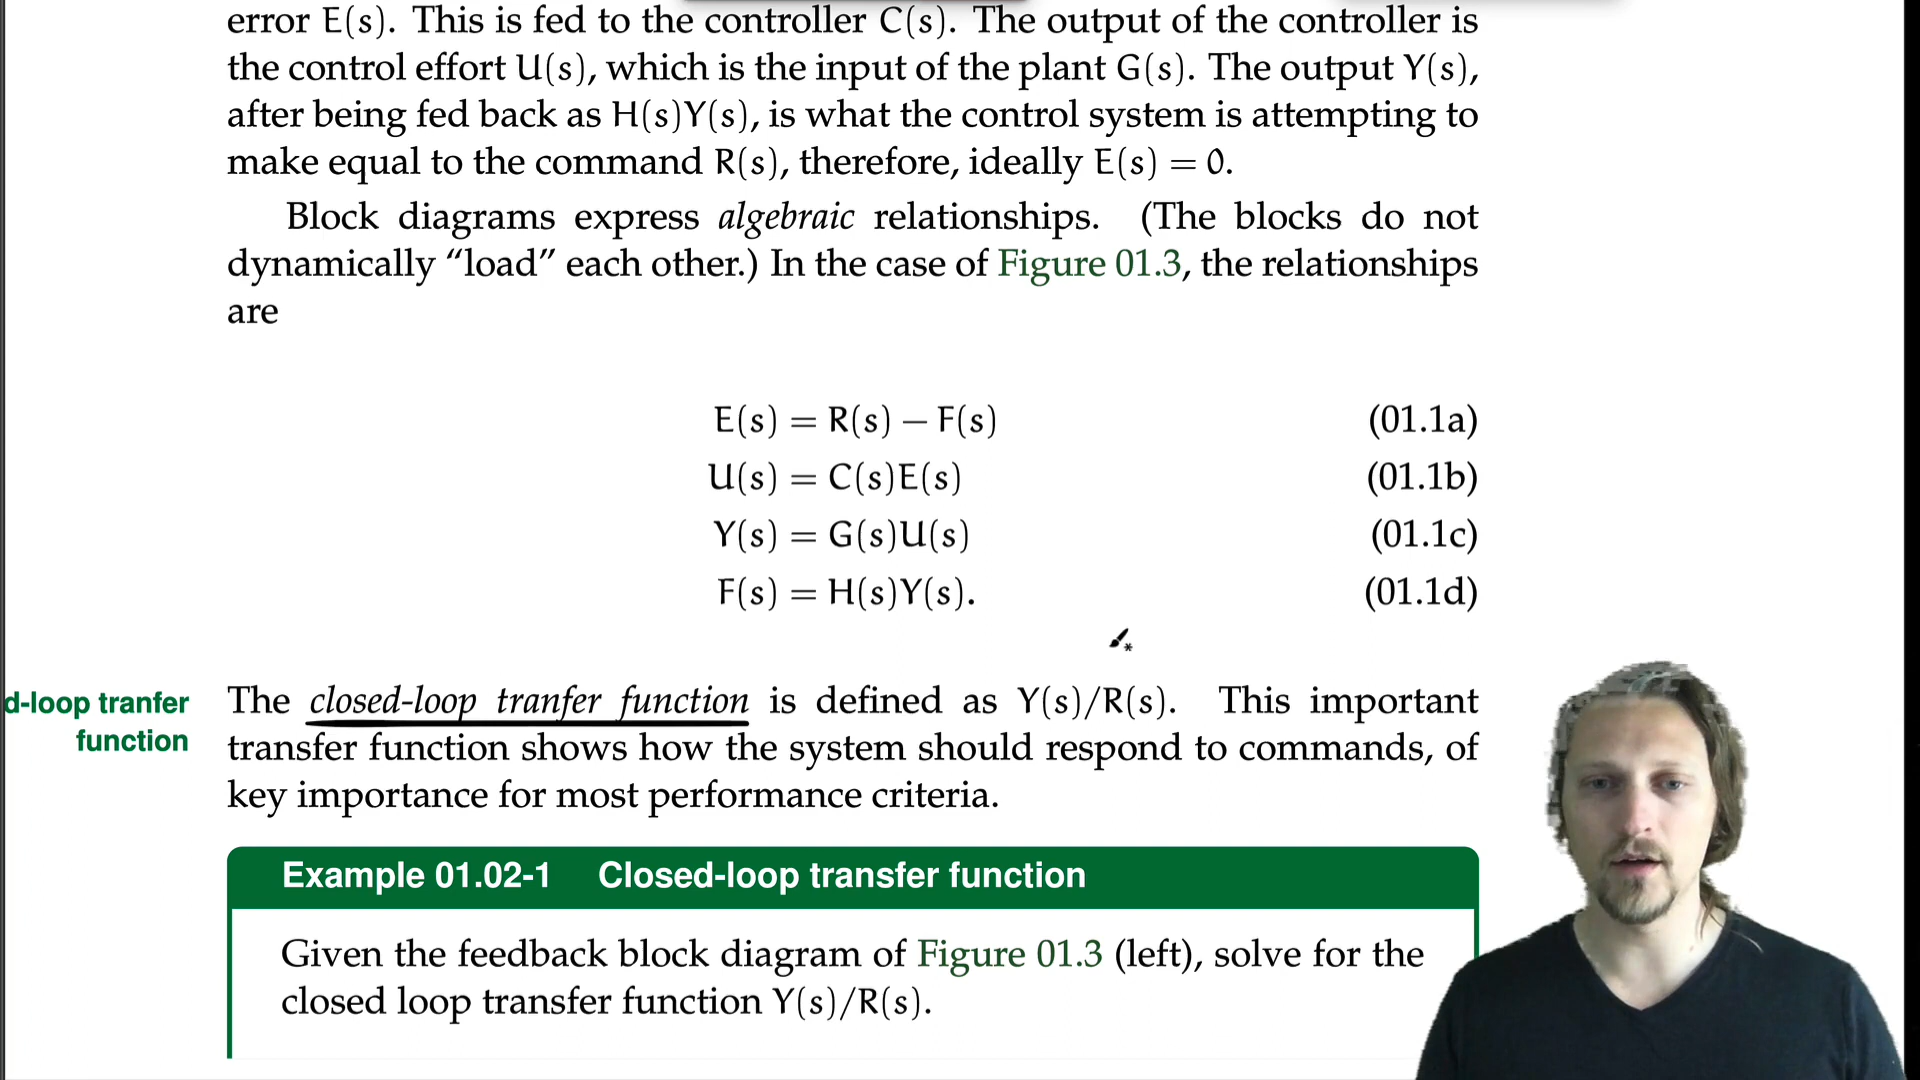 error E(s). This is fed to the controller C(s). The output of the controller is
the control effort U(s), which is the input of the plant G(s). The output Y(s),
after being fed back as H(s)Y(s), is what the control system is attempting to
make equal to the command R(s), therefore, ideally E(s) = 0.
Block diagrams express algebraic relationships. (The blocks do not
dynamically “load” each other.) In the case of Figure 01.3, the relationships
are
E(s) = R(s) − F(s) (01.1a)
U(s) = C(s)E(s) (01.1b)
Y(s) = G(s)U(s) (01.1c)
F(s) = H(s)Y(s). (01.1d)
d-loop tranfer
function
The closed-loop tranfer function is defined as Y(s)/R(s). This important
transfer function shows how the system should respond to commands, of
key importance for most performance criteria.
Example 01.02-1 Closed-loop transfer function
Given the feedback block diagram of Figure 01.3 (left), solve for the
closed loop transfer function Y(s)/R(s).